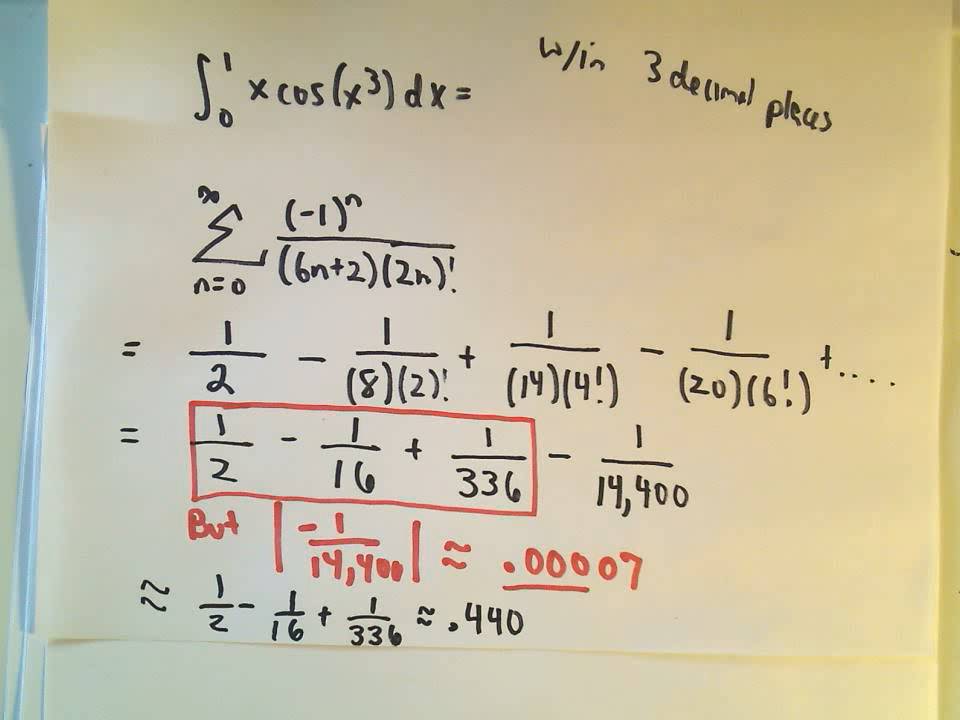 ∫₀¹ x cos(x³) dx = w/in 3 decimal places
∞
∑ (-1)ⁿ / (6n+2)(2n)!
n=0
= 1/2 - 1/(8)(2)! + 1/(14)(4!) - 1/(20)(6!) + ....
= 1/2 - 1/16 + 1/336 - 1/14,400
But |-1/14,400| ≈ .00007
≈ 1/2 - 1/16 + 1/336 ≈ .440